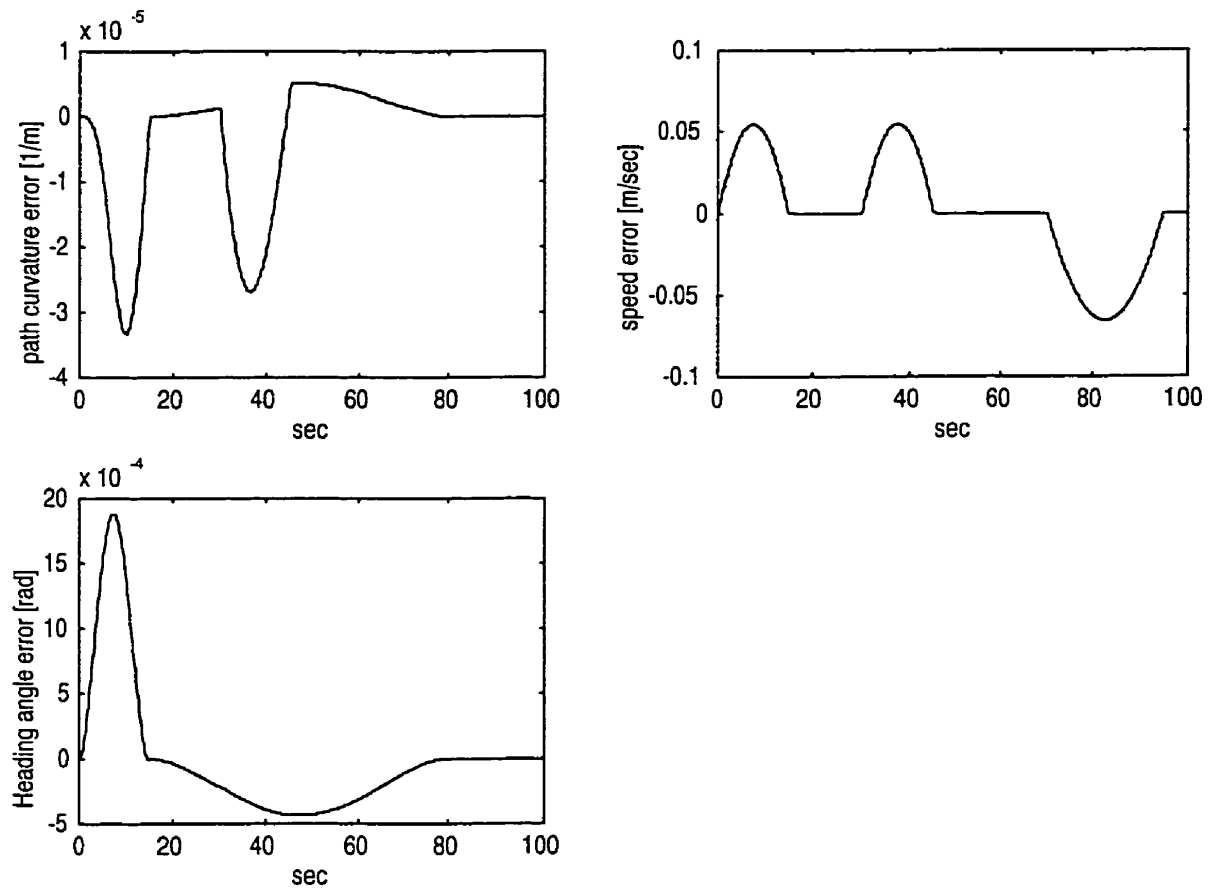 x 10 -5
1
0
-1
-2
-3
-4
path curvature error [1/m]
0 20 40 60 80 100
sec
0.1
0.05
0
-0.05
-0.1
speed error [m/sec]
0 20 40 60 80 100
sec
x 10 -4
20
15
10
5
0
-5
Heading angle error [rad]
0 20 40 60 80 100
sec